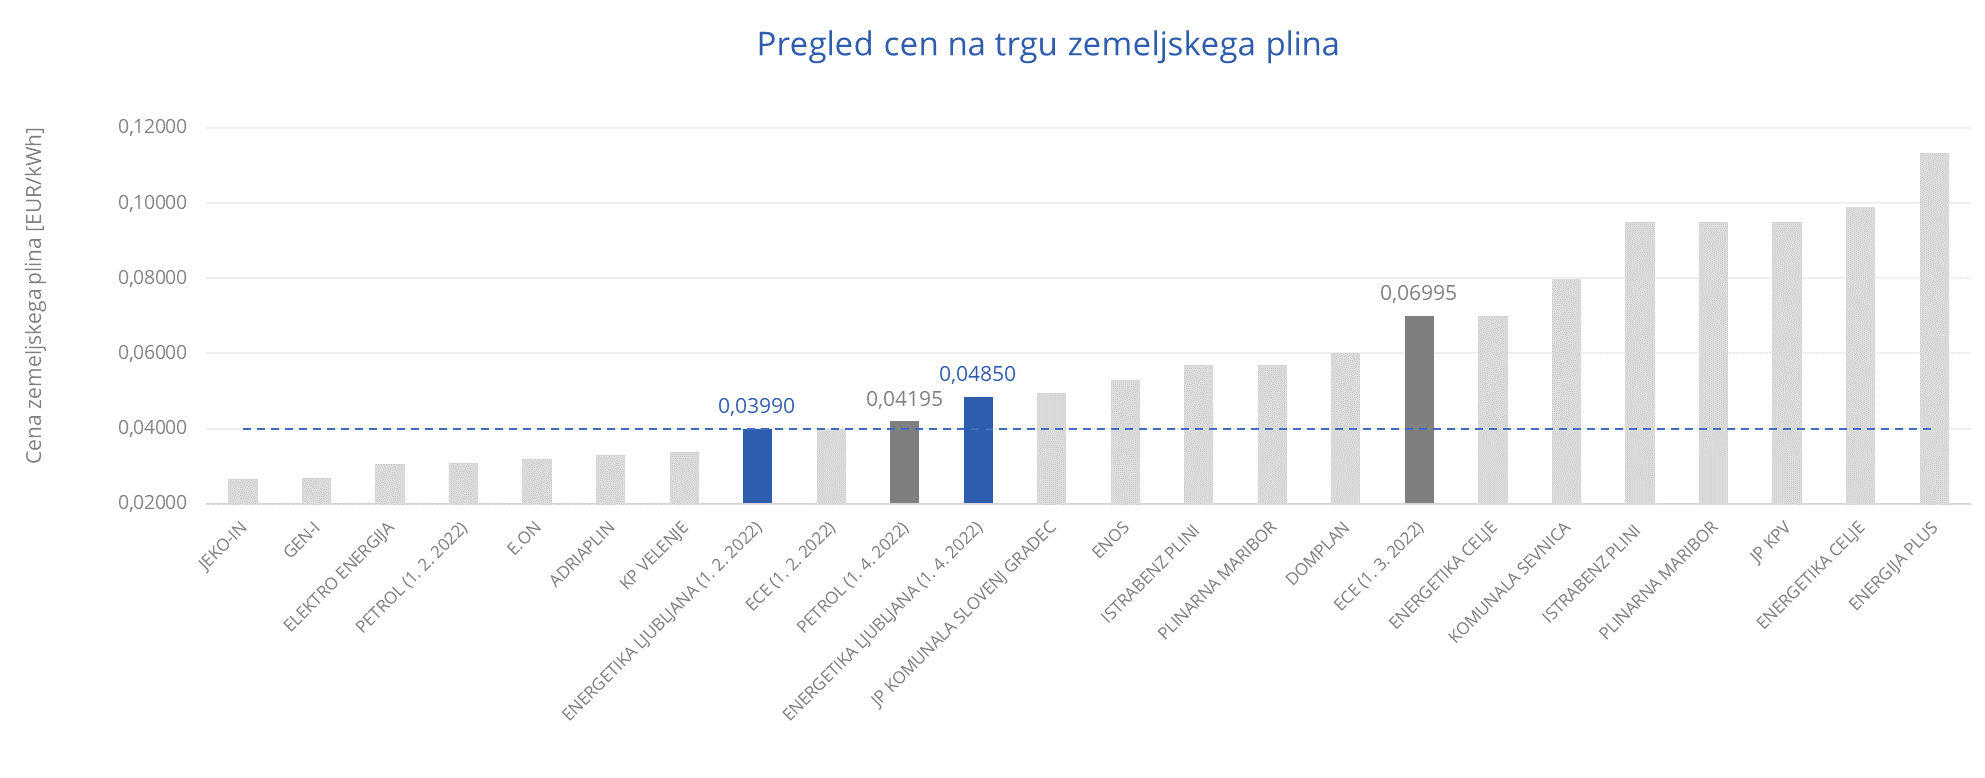 Pregled cen na trgu zemeljskega plina
Cena zemeljskega plina [EUR/kWh]
0,12000
0,10000
0,08000
0,06000
0,04000
0,02000
0,03990
0,04195
0,04850
0,06995
JEKO-IN
GEN-I
ELEKTRO ENERGIJA
PETROL (1. 2. 2022)
E.ON
ADRIAPLIN
KP VELENJE
ENERGETIKA LJUBLJANA (1. 2. 2022)
ECE (1. 2. 2022)
PETROL (1. 4. 2022)
ENERGETIKA LJUBLJANA (1. 4. 2022)
JP KOMUNALA SLOVENJ GRADEC
ENOS
ISTRABENZ PLINI
PLINARNA MARIBOR
DOMPLAN
ECE (1. 3. 2022)
ENERGETIKA CELJE
KOMUNALA SEVNICA
ISTRABENZ PLINI
PLINARNA MARIBOR
JP KPV
ENERGETIKA CELJE
ENERGIJA PLUS